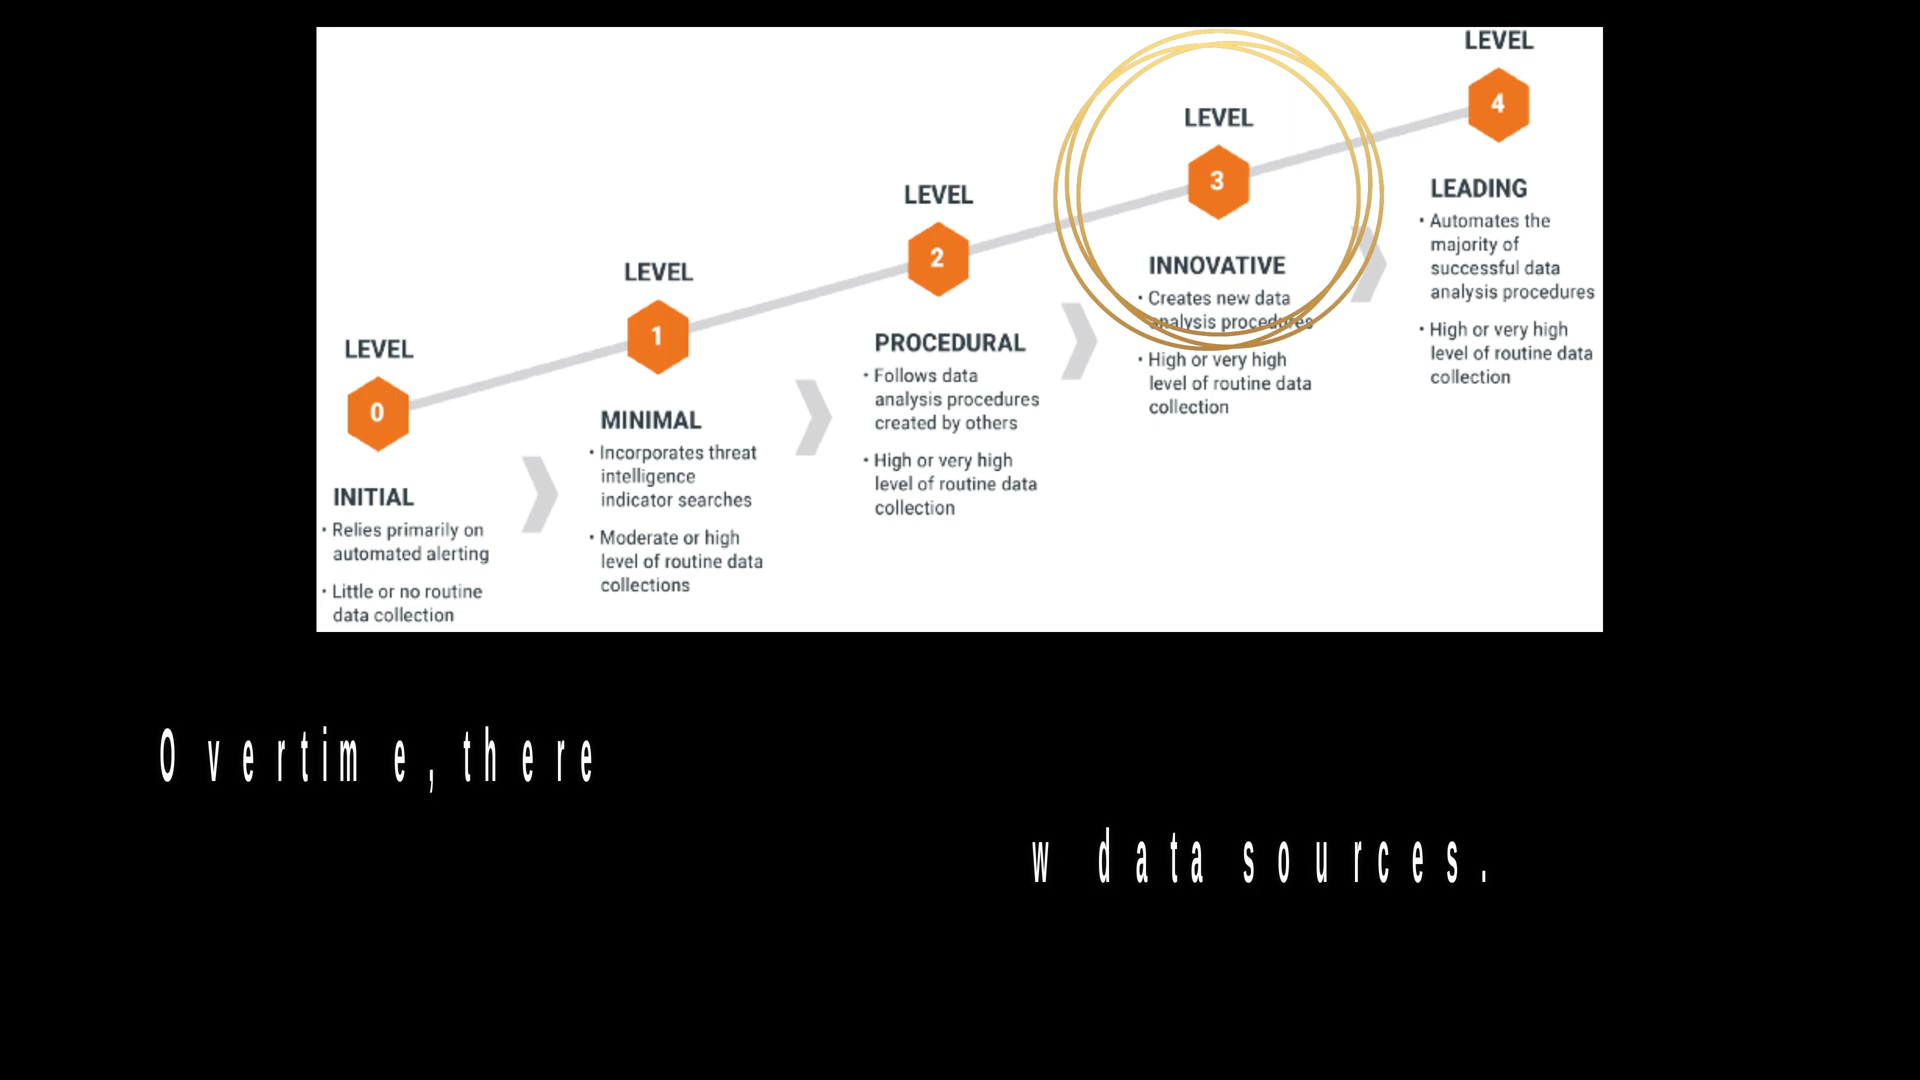 LEVEL
0
INITIAL
• Relies primarily on
automated alerting
• Little or no routine
data collection
LEVEL
1
MINIMAL
• Incorporates threat
intelligence
indicator searches
• Moderate or high
level of routine data
collections
LEVEL
2
PROCEDURAL
• Follows data
analysis procedures
created by others
• High or very high
level of routine data
collection
LEVEL
3
INNOVATIVE
• Creates new data
analysis procedures
• High or very high
level of routine data
collection
LEVEL
4
LEADING
• Automates the
majority of
successful data
analysis procedures
• High or very high
level of routine data
collection
Overtime, there
w data sources.